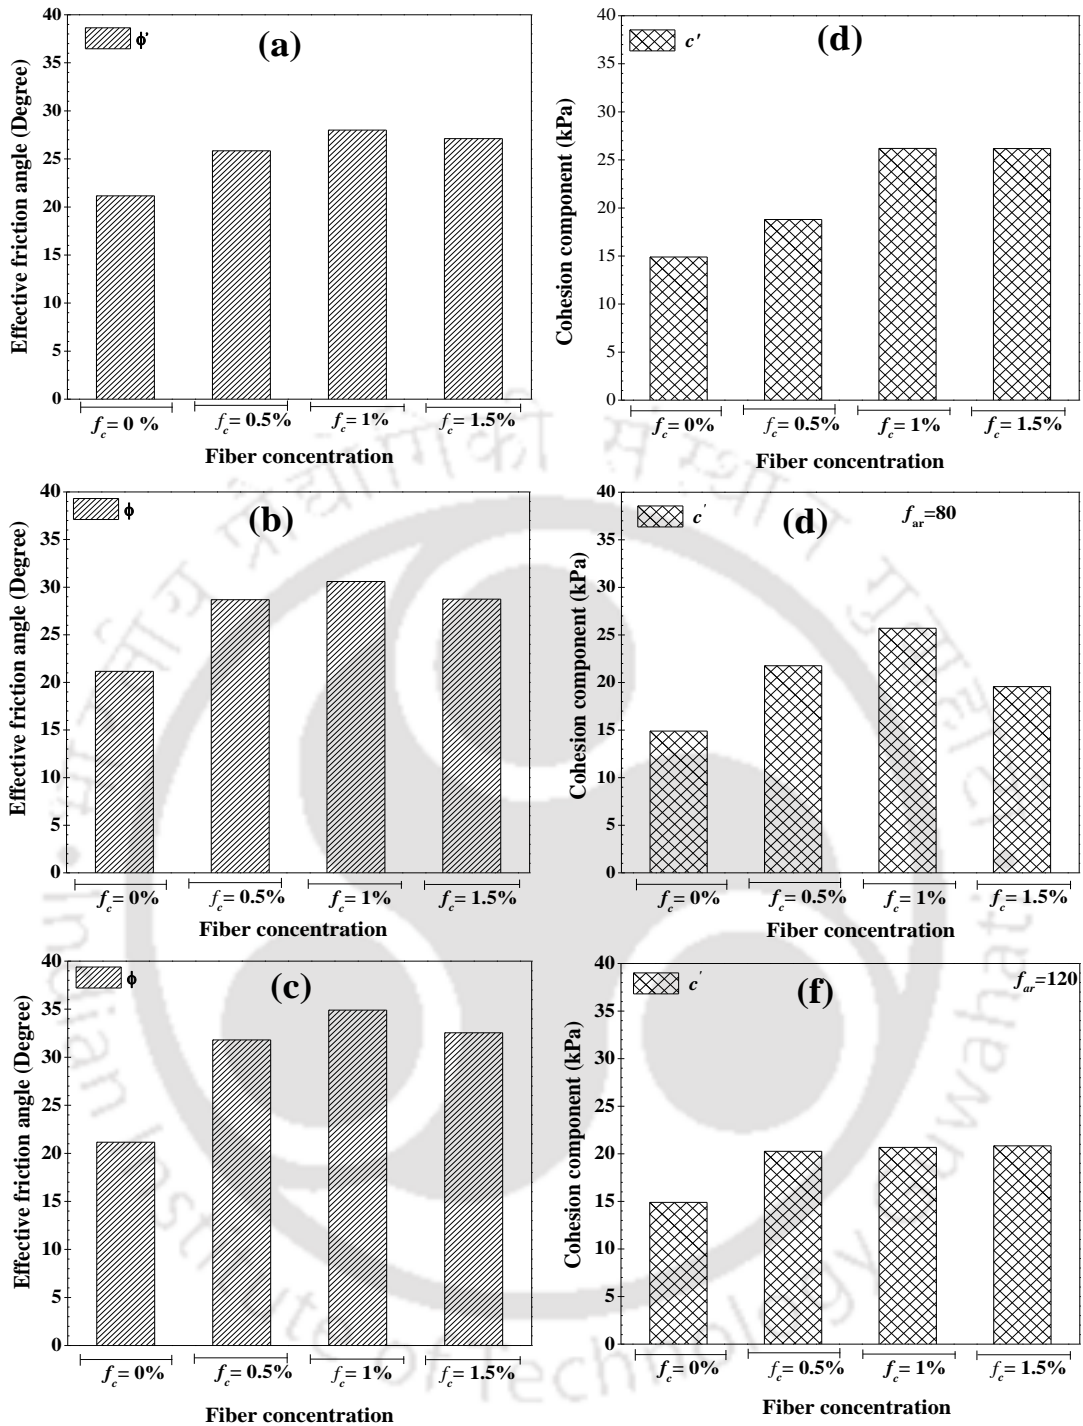 (a)
ϕ'
Effective friction angle (Degree)
40
35
30
25
20
15
10
5
0
f_c= 0 %
f_c= 0.5%
f_c= 1%
f_c= 1.5%
Fiber concentration
(d)
c'
Cohesion component (kPa)
40
35
30
25
20
15
10
5
0
f_c= 0%
f_c= 0.5%
f_c= 1%
f_c= 1.5%
Fiber concentration
(b)
ϕ
Effective friction angle (Degree)
40
35
30
25
20
15
10
5
0
f_c= 0%
f_c= 0.5%
f_c= 1%
f_c= 1.5%
Fiber concentration
(d)
c'
f_ar=80
Cohesion component (kPa)
40
35
30
25
20
15
10
5
0
f_c= 0%
f_c= 0.5%
f_c= 1%
f_c= 1.5%
Fiber concentration
(c)
ϕ
Effective friction angle (Degree)
40
35
30
25
20
15
10
5
0
f_c= 0%
f_c= 0.5%
f_c= 1%
f_c= 1.5%
Fiber concentration
(f)
c'
f_ar=120
Cohesion component (kPa)
40
35
30
25
20
15
10
5
0
f_c= 0%
f_c= 0.5%
f_c= 1%
f_c= 1.5%
Fiber concentration
Indian Institute of Technology Guwahati